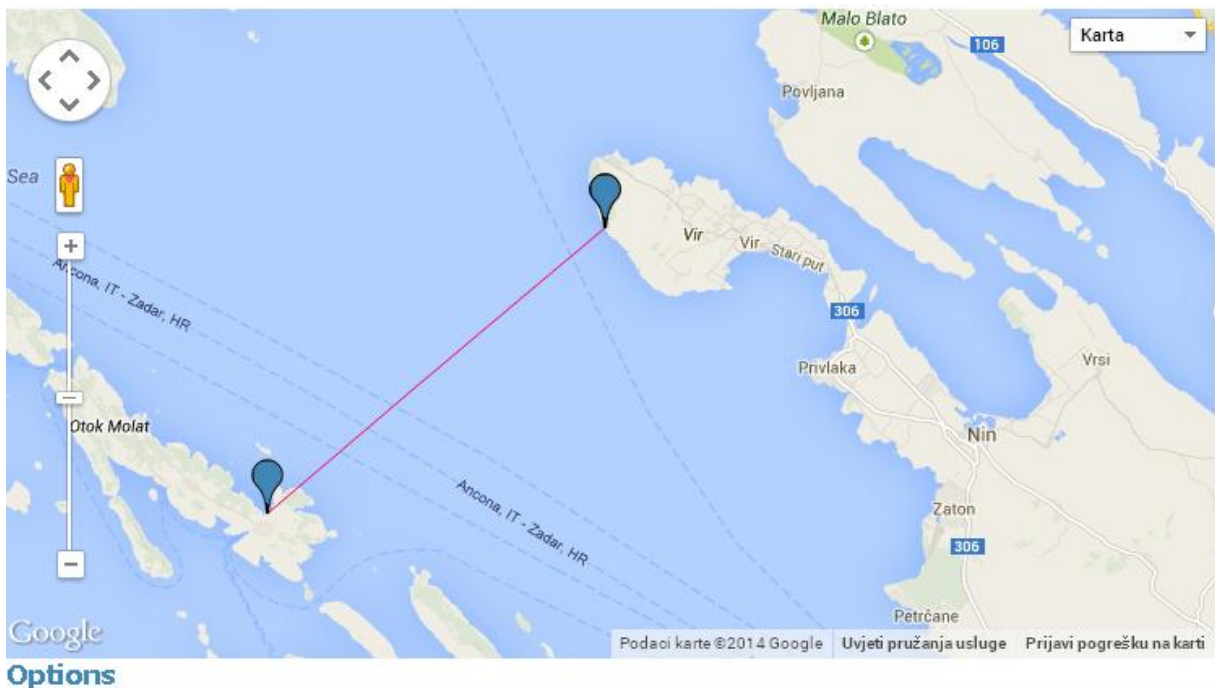 Malo Blato
Karta
106
Povljana
Sea
Vir
Vir
Stari put
Ancona, IT - Zadar, HR
306
Privlaka
Vrsi
Otok Molat
Nin
Ancona, IT - Zadar, HR
Zaton
306
Petrčane
Google
Podaci karte ©2014 Google
Uvjeti pružanja usluge
Prijavi pogrešku na karti
Options